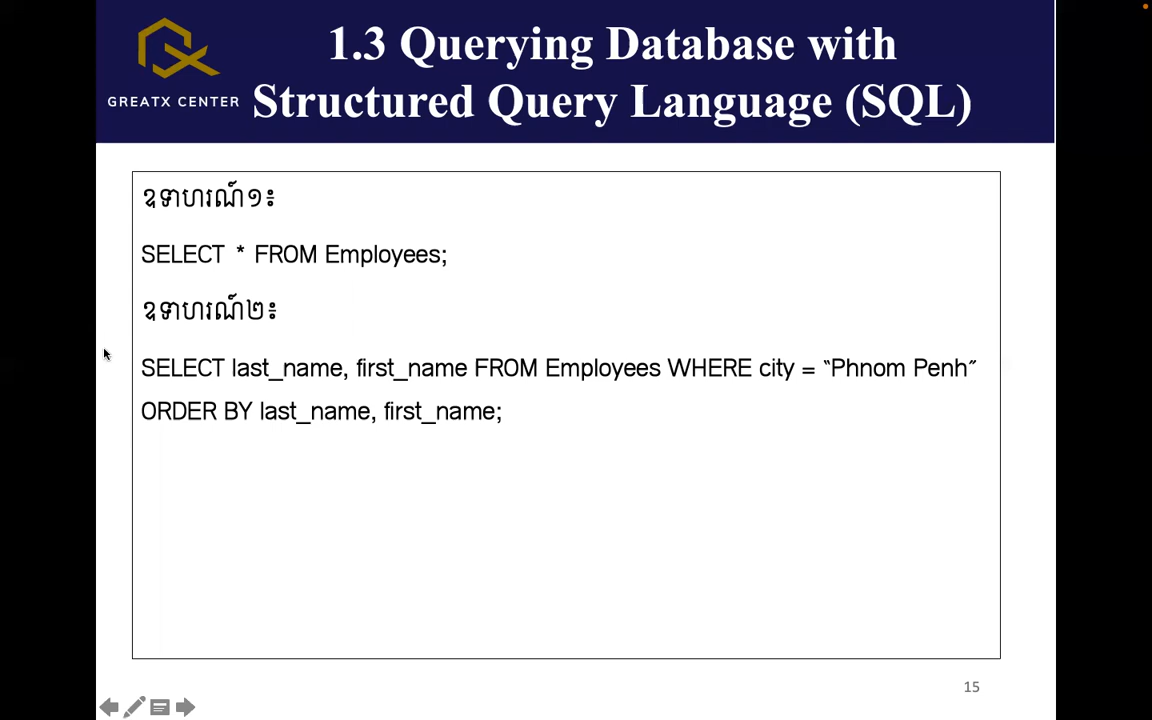 GREATX CENTER
1.3 Querying Database with
Structured Query Language (SQL)
ឧទាហរណ៍១៖
SELECT * FROM Employees;
ឧទាហរណ៍២៖
SELECT last_name, first_name FROM Employees WHERE city = “Phnom Penh”
ORDER BY last_name, first_name;
15